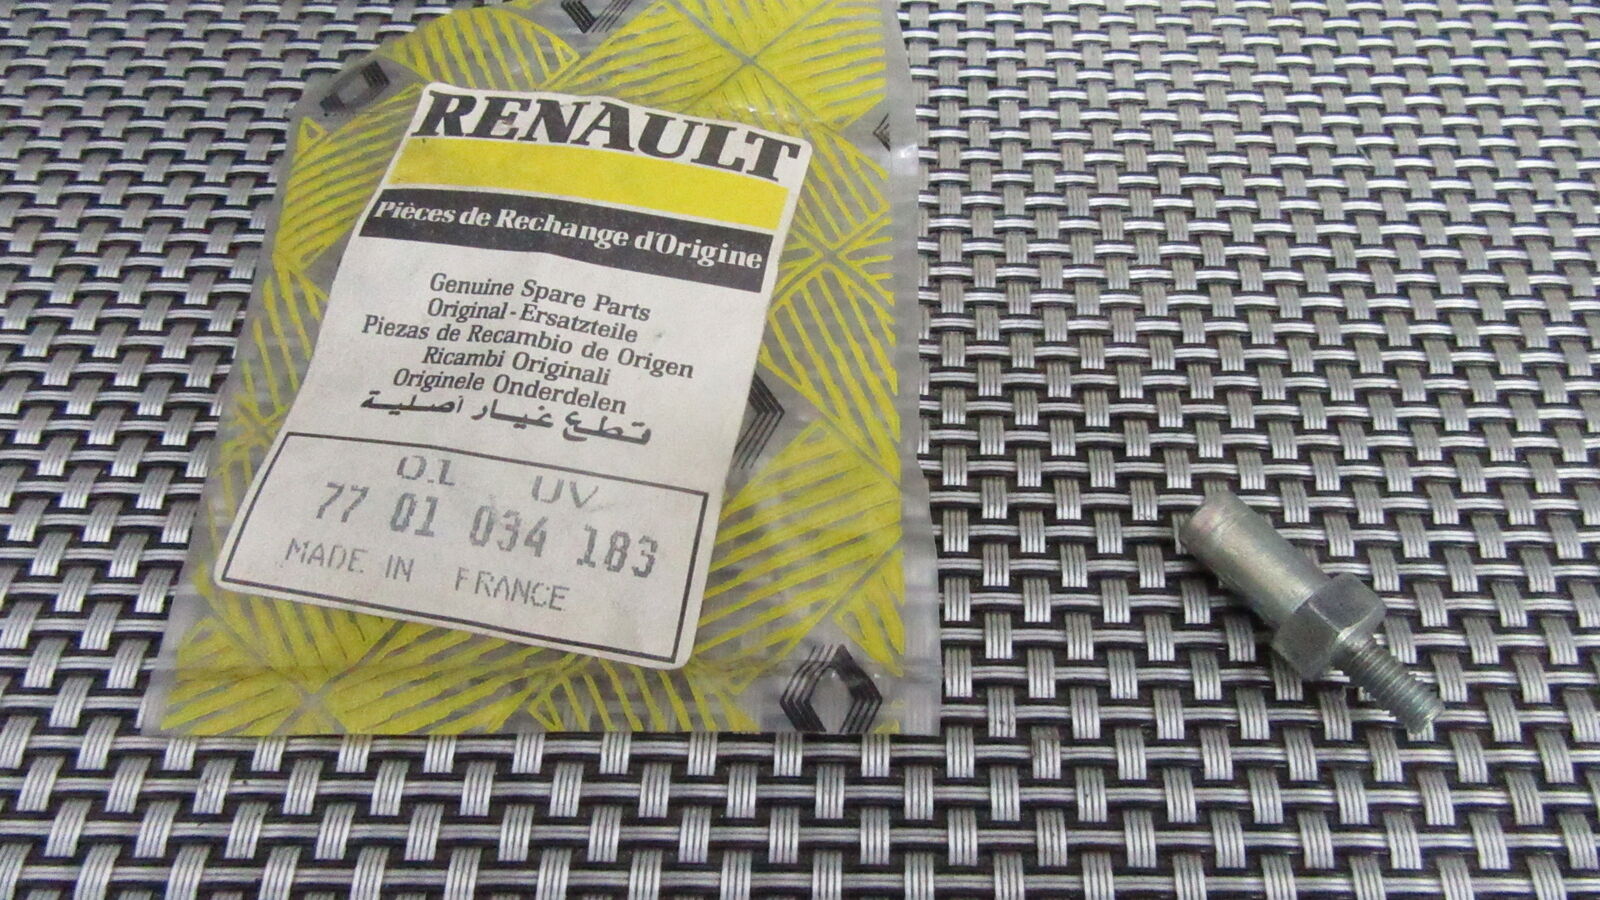 RENAULT
Pièces de Rechange d'Origine
Genuine Spare Parts
Original-Ersatzteile
Piezas de Recambio de Origen
Ricambi Originali
Originele Onderdelen
قطع غيار اصلية
01 UV
77 01 034 183
MADE IN FRANCE